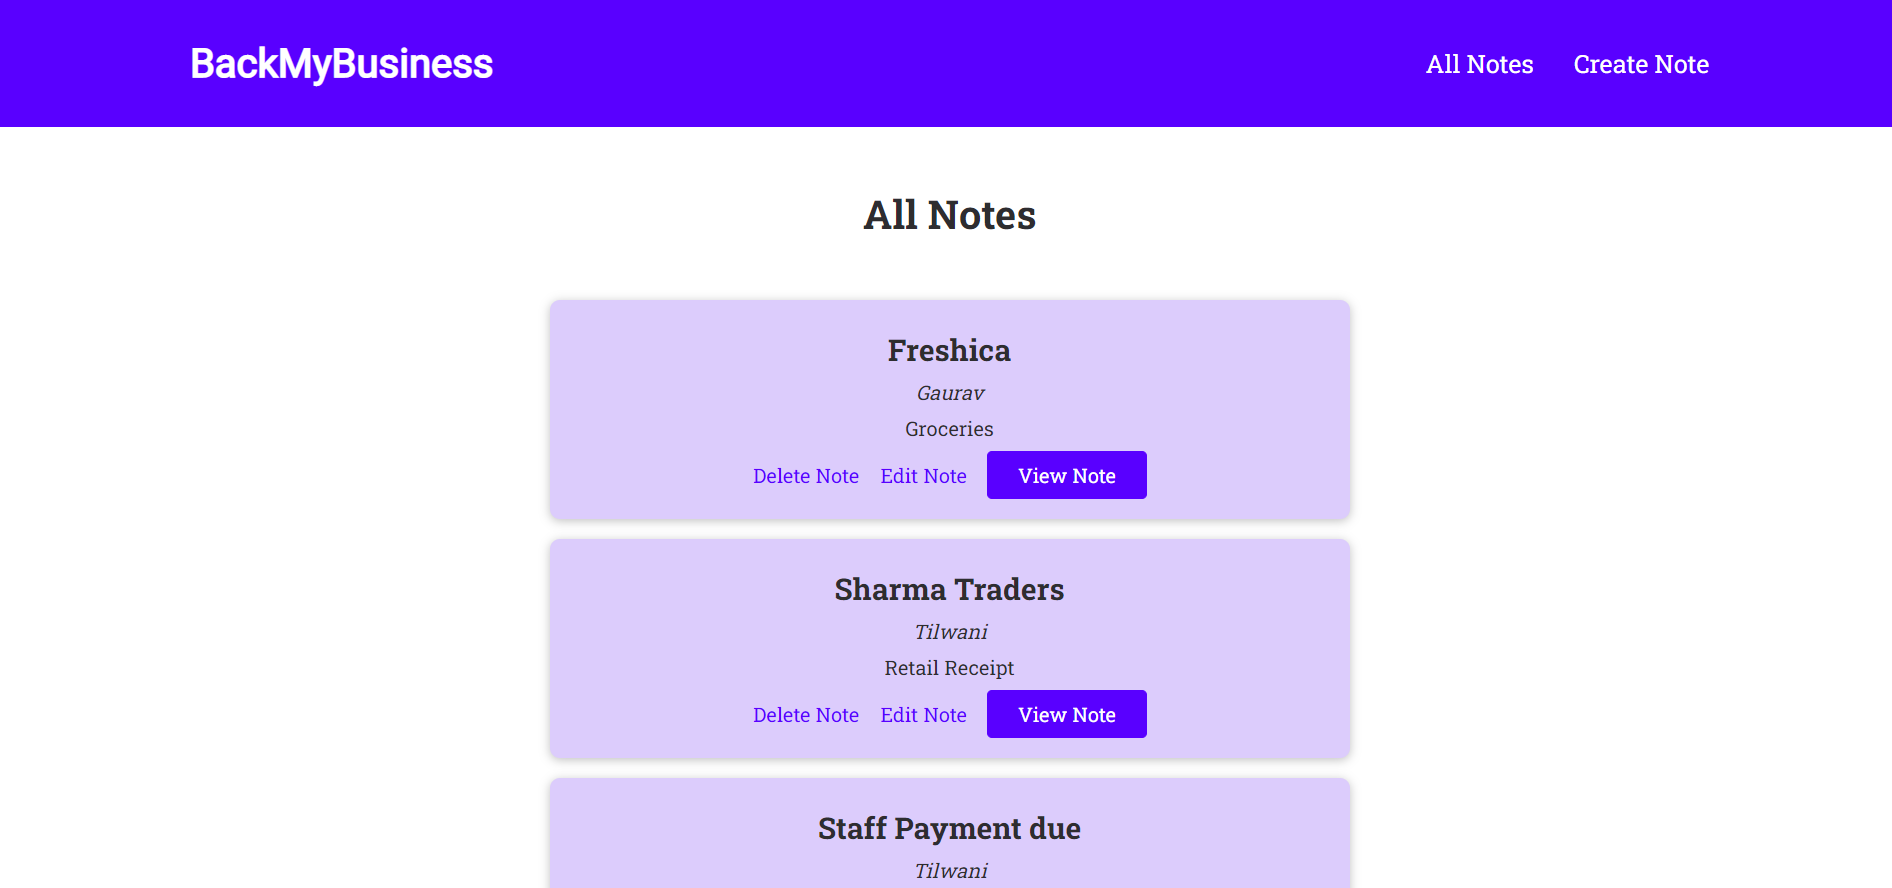 BackMyBusiness
All Notes Create Note
All Notes
Freshica
Gaurav
Groceries
Delete Note Edit Note View Note
Sharma Traders
Tilwani
Retail Receipt
Delete Note Edit Note View Note
Staff Payment due
Tilwani